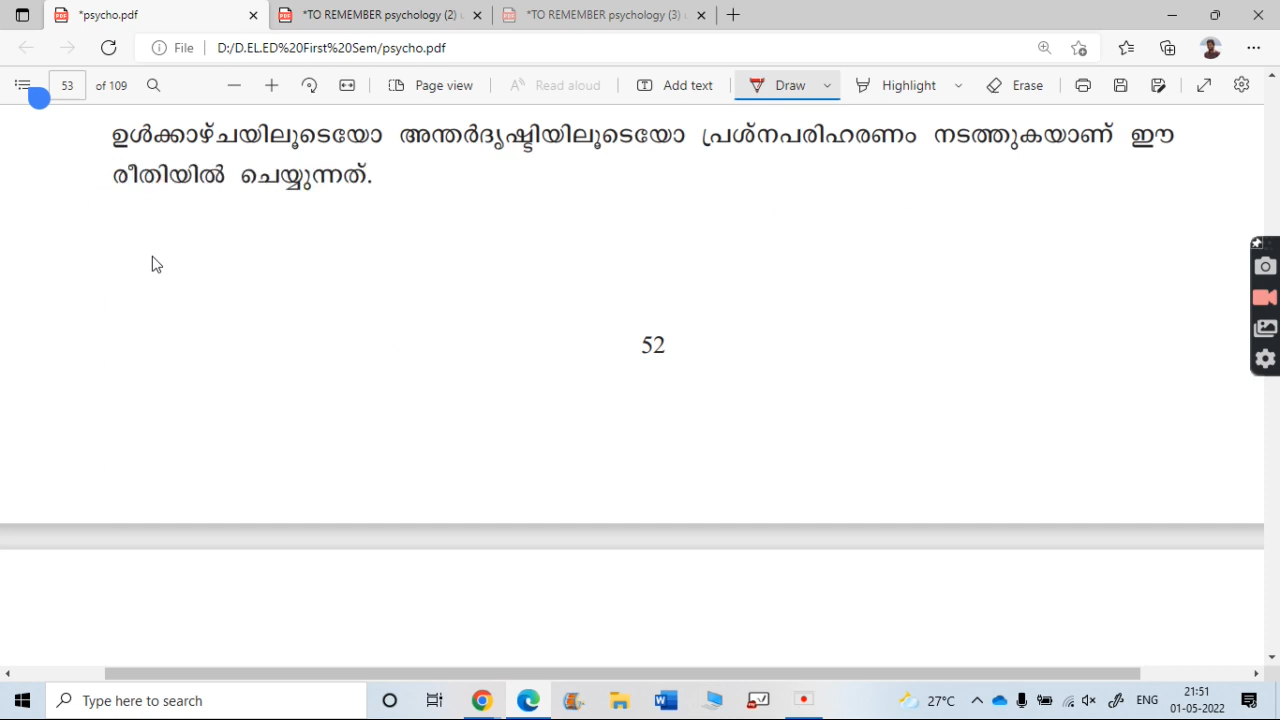 *psycho.pdf
*TO REMEMBER psychology (2)
*TO REMEMBER psychology (3)
File
D:/D.EL.ED%20First%20Sem/psycho.pdf
53 of 109
Page view
Read aloud
Add text
Draw
Highlight
Erase
ഉൾക്കാഴ്ചയിലൂടെയോ അന്തർദൃഷ്ടിയിലൂടെയോ പ്രശ്നപരിഹരണം നടത്തുകയാണ് ഈ
രീതിയിൽ ചെയ്യുന്നത്.
52
Type here to search
27°C
ENG
21:51
01-05-2022